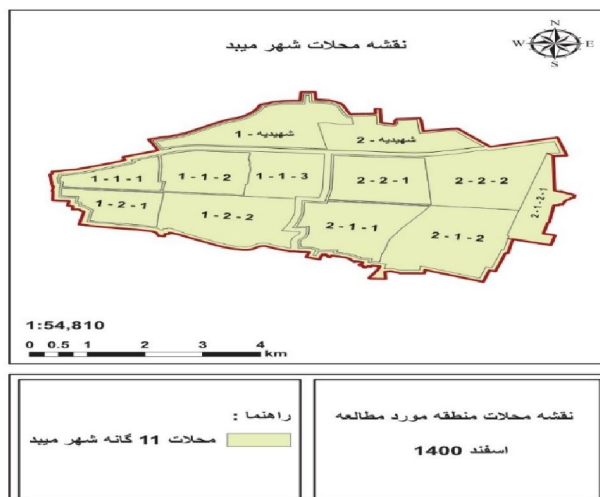 نقشه محلات شهر میبد
N
W E
S
شهیدیه - 1
شهیدیه - 2
1 - 1 - 1
1 - 1 - 2
1 - 1 - 3
2 - 2 - 1
2 - 2 - 2
1 - 2 - 1
1 - 2 - 2
2 - 1 - 1
2 - 1 - 2
2 - 1 - 2 - 1
1:54,810
0 0.5 1 2 3 4
km
راهنما :
محلات 11 گانه شهر میبد
نقشه محلات منطقه مورد مطالعه
اسفند 1400